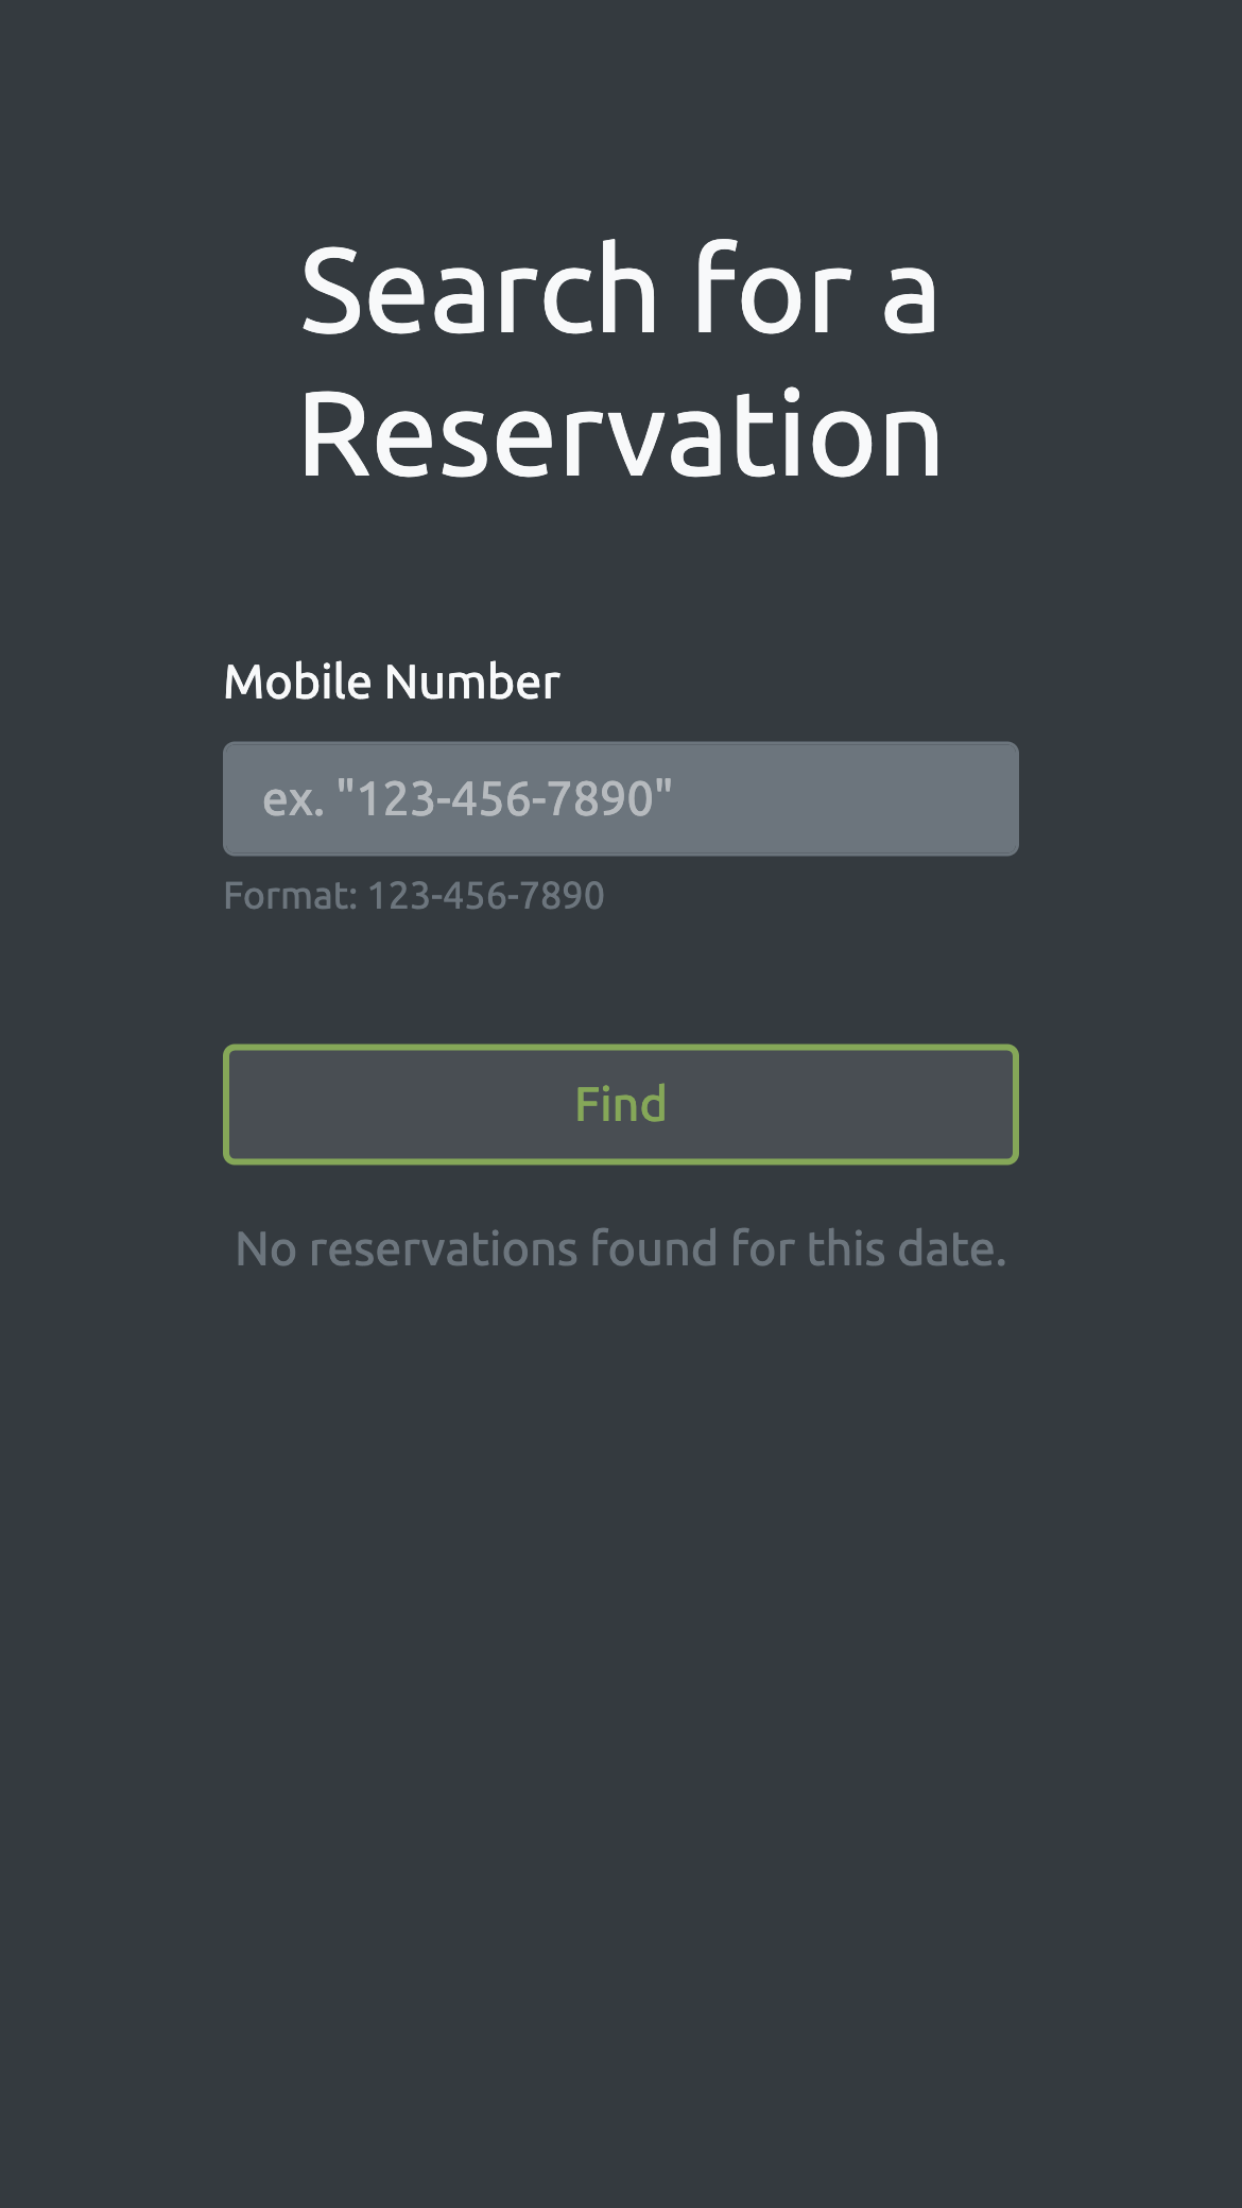 Search for a
Reservation
Mobile Number
ex. "123-456-7890"
Format: 123-456-7890
Find
No reservations found for this date.